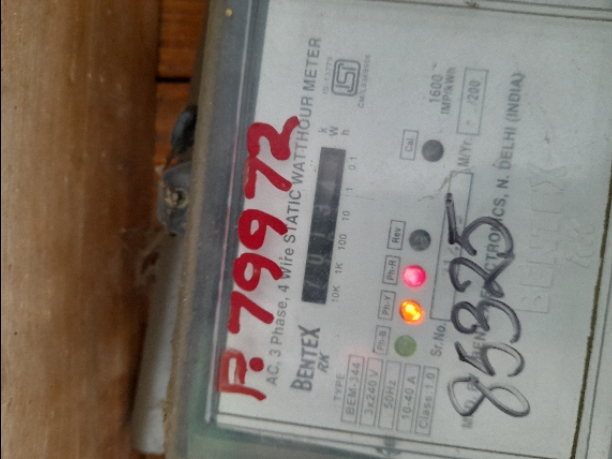 P.79972
AC, 3 Phase, 4 Wire STATIC WATTHOUR METER
BENTEX
RK
k W h
10K 1K 100 10 1 0.1
TYPE
BEM-344
3x240 V
50Hz
10-40 A
Class 1.0
Ph-B Ph-Y Ph-R Rev Cal
1600
IMP/kWh
Sr.No.
M/Yr. - /200
N. DELHI (INDIA)
85325